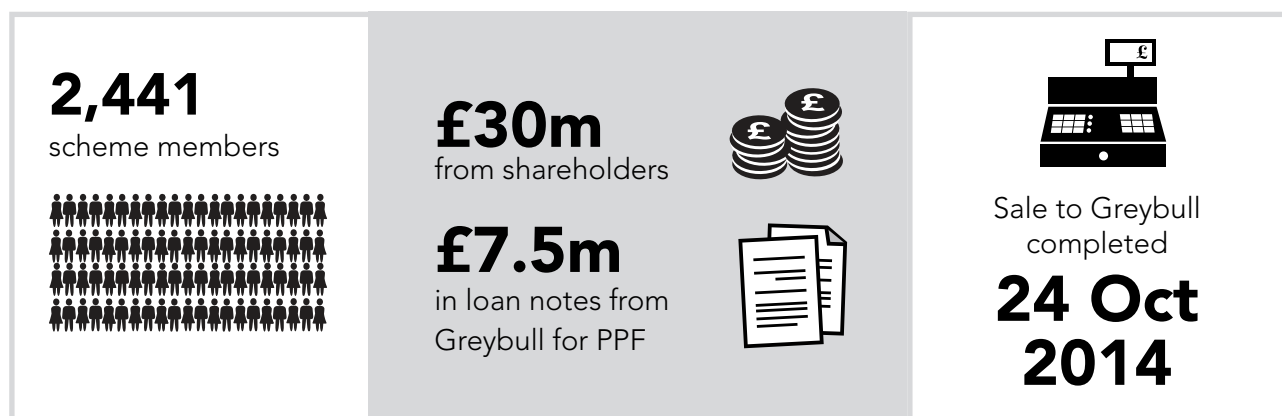 2,441
scheme members
£30m
from shareholders
£
£
£7.5m
in loan notes from
Greybull for PPF
£
Sale to Greybull
completed
24 Oct
2014